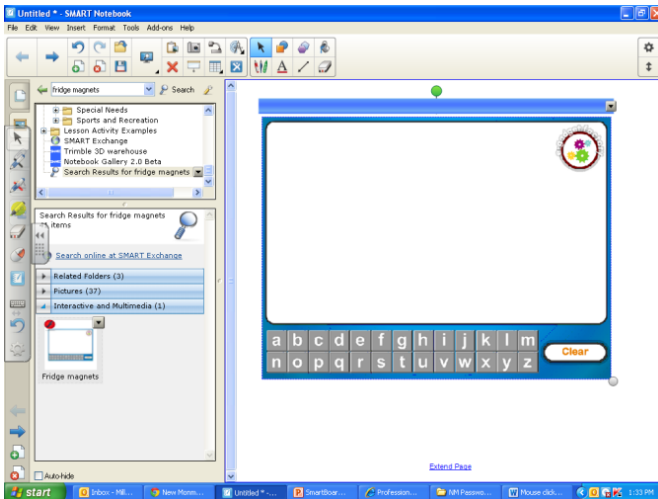 Untitled * - SMART Notebook
File Edit View Insert Format Tools Add-ons Help
fridge magnets
Search
Special Needs
Sports and Recreation
Lesson Activity Examples
SMART Exchange
Trimble 3D warehouse
Notebook Gallery 2.0 Beta
Search Results for fridge magnets
Search Results for fridge magnets
items
Search online at SMART Exchange
Related Folders (3)
Pictures (37)
Interactive and Multimedia (1)
Fridge magnets
a b c d e f g h i j k l m
n o p q r s t u v w x y z
Clear
Extend Page
Auto-hide
start
Inbox - Mil...
New Monm...
Untitled * -...
SmartBoar...
Profession...
NM Passwo...
Mouse click...
1:33 PM